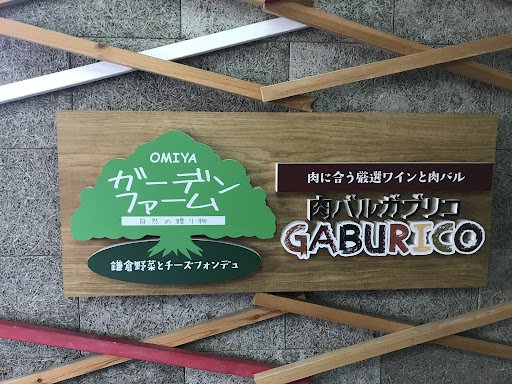 OMIYA
ガーデン
ファーム
自然の贈り物
鎌倉野菜とチーズフォンデュ
肉に合う厳選ワインと肉バル
肉バルガブリコ
GABURICO